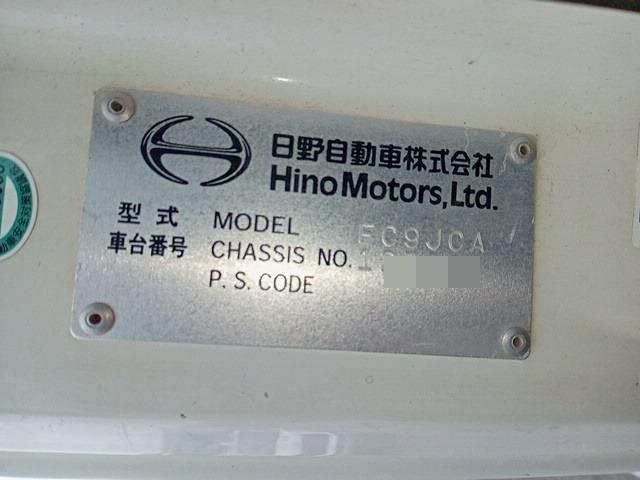 日野自動車株式会社
Hino Motors, Ltd.
型式 MODEL FC9JCA
車台番号 CHASSIS NO.
P. S. CODE